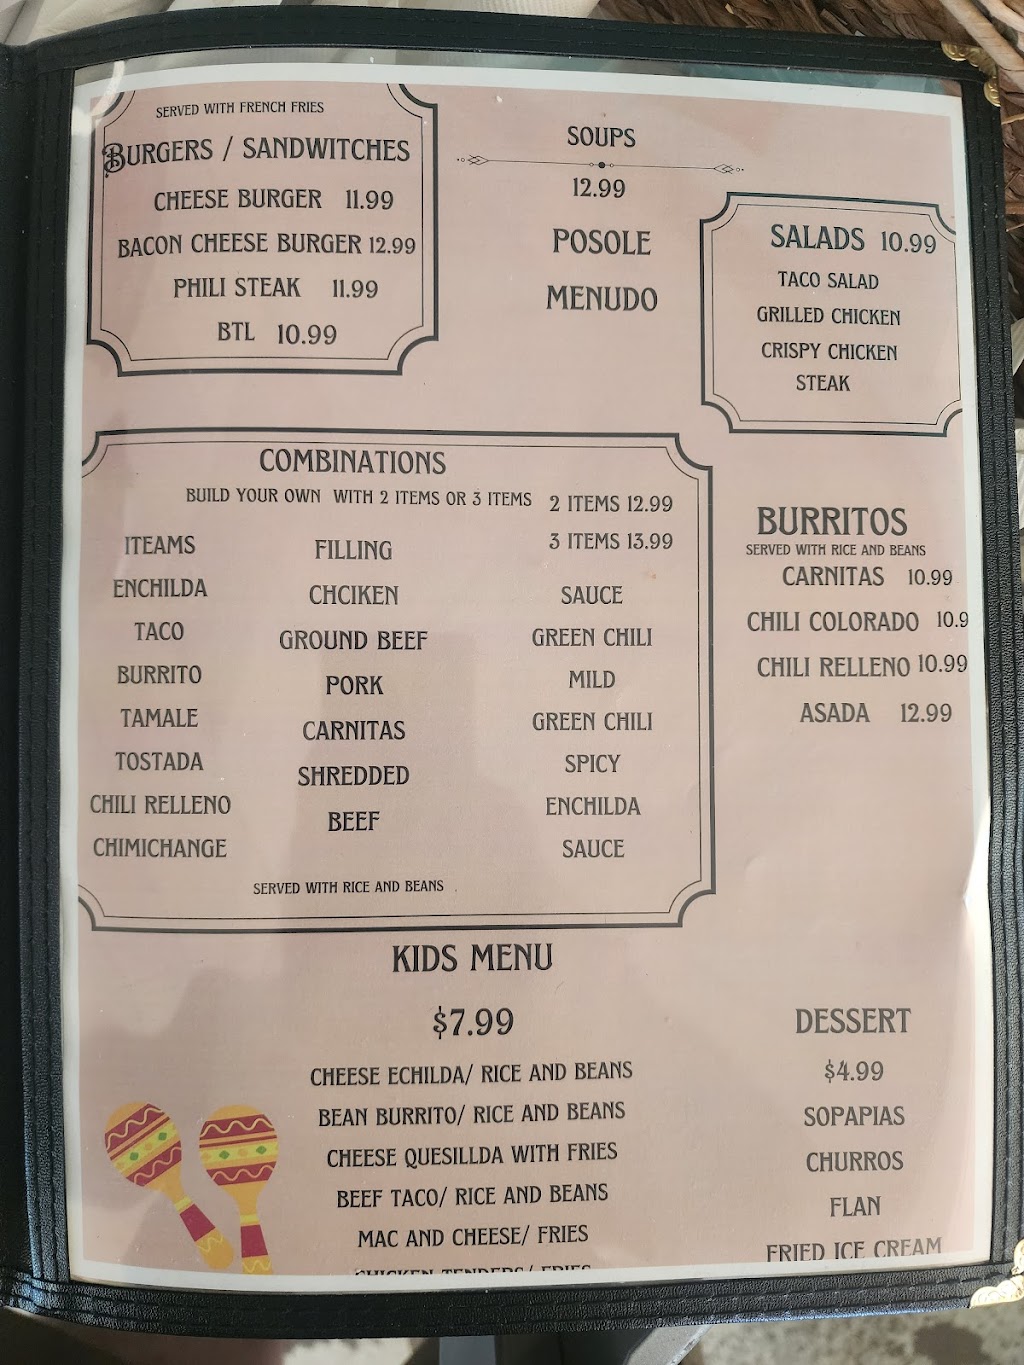 SERVED WITH FRENCH FRIES
BURGERS / SANDWITCHES
CHEESE BURGER 11.99
BACON CHEESE BURGER 12.99
PHILI STEAK 11.99
BTL 10.99
SOUPS
12.99
POSOLE
MENUDO
SALADS 10.99
TACO SALAD
GRILLED CHICKEN
CRISPY CHICKEN
STEAK
COMBINATIONS
BUILD YOUR OWN WITH 2 ITEMS OR 3 ITEMS
2 ITEMS 12.99
3 ITEMS 13.99
ITEAMS
ENCHILDA
TACO
BURRITO
TAMALE
TOSTADA
CHILI RELLENO
CHIMICHANGE
FILLING
CHCIKEN
GROUND BEEF
PORK
CARNITAS
SHREDDED
BEEF
SAUCE
GREEN CHILI
MILD
GREEN CHILI
SPICY
ENCHILDA
SAUCE
SERVED WITH RICE AND BEANS
BURRITOS
SERVED WITH RICE AND BEANS
CARNITAS 10.99
CHILI COLORADO 10.9
CHILI RELLENO 10.99
ASADA 12.99
KIDS MENU
$7.99
CHEESE ECHILDA/ RICE AND BEANS
BEAN BURRITO/ RICE AND BEANS
CHEESE QUESILLDA WITH FRIES
BEEF TACO/ RICE AND BEANS
MAC AND CHEESE/ FRIES
CHICKEN TENDERS/ FRIES
DESSERT
$4.99
SOPAPIAS
CHURROS
FLAN
FRIED ICE CREAM